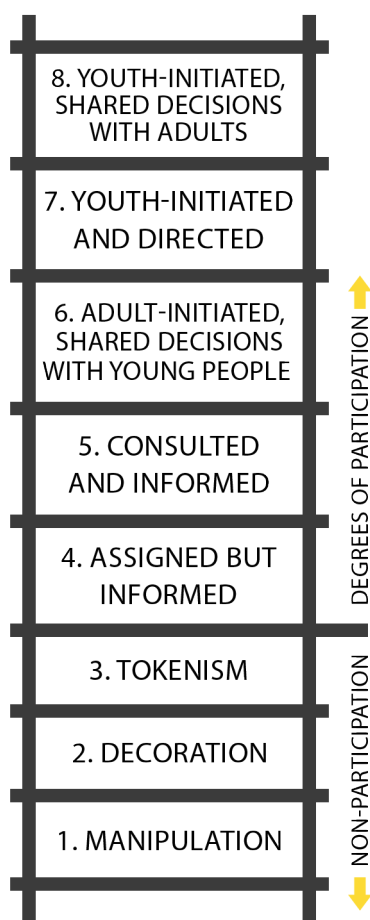 8. YOUTH-INITIATED,
SHARED DECISIONS
WITH ADULTS
7. YOUTH-INITIATED
AND DIRECTED
6. ADULT-INITIATED,
SHARED DECISIONS
WITH YOUNG PEOPLE
5. CONSULTED
AND INFORMED
4. ASSIGNED BUT
INFORMED
3. TOKENISM
2. DECORATION
1. MANIPULATION
DEGREES OF PARTICIPATION
NON-PARTICIPATION